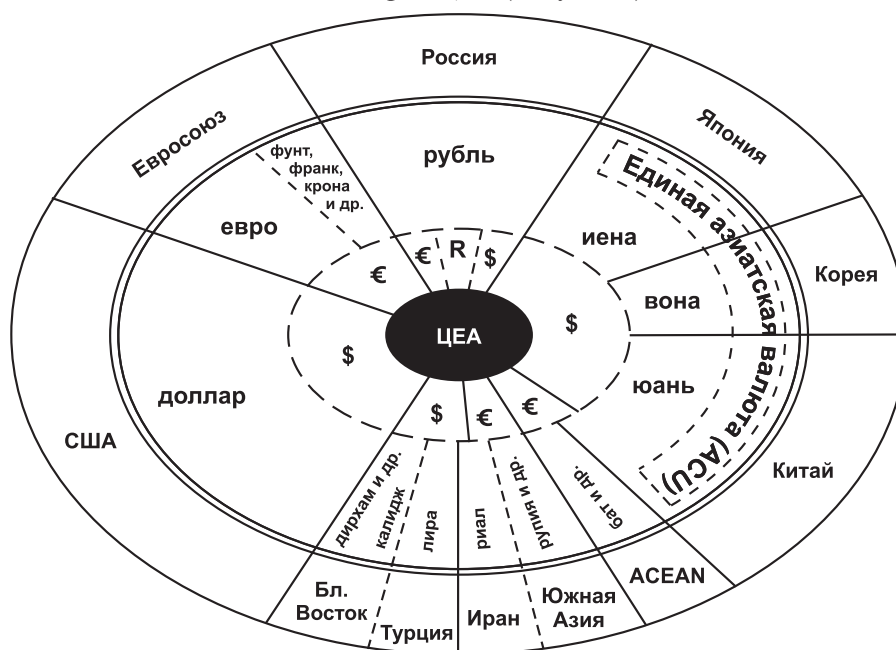 Россия
Евросоюз
Япония
фунт,
франк,
крона
и др.
рубль
Единая азиатская валюта (ACU)
евро
иена
€
R
$
€
Корея
вона
ЦЕА
$
$
юань
доллар
США
$
€
€
Китай
дирхам и др.
калидж
лира
риал
рупия и др.
бат и др.
Бл.
Восток
Турция
Иран
Южная
Азия
ACEAN